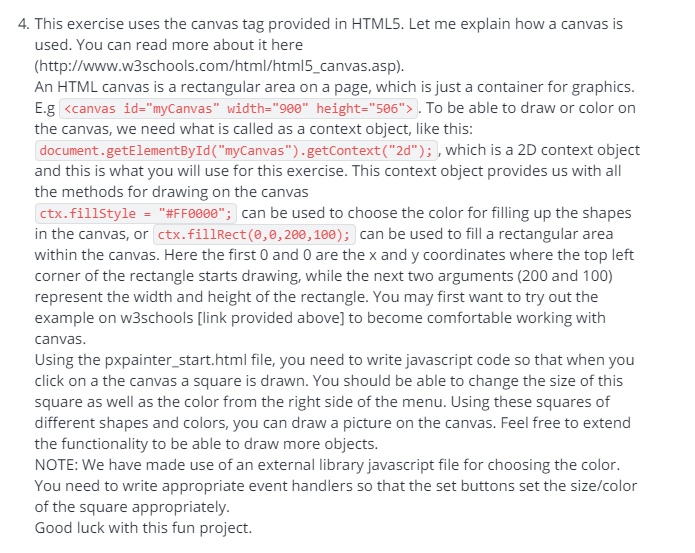 4. This exercise uses the canvas tag provided in HTML5. Let me explain how a canvas is
used. You can read more about it here
(http://www.w3schools.com/html/html5_canvas.asp).
An HTML canvas is a rectangular area on a page, which is just a container for graphics.
E.g <canvas id="myCanvas" width="900" height="506"> . To be able to draw or color on
the canvas, we need what is called as a context object, like this:
document.getElementById("myCanvas").getContext("2d"); , which is a 2D context object
and this is what you will use for this exercise. This context object provides us with all
the methods for drawing on the canvas
ctx.fillStyle = "#FF0000"; can be used to choose the color for filling up the shapes
in the canvas, or ctx.fillRect(0,0,200,100); can be used to fill a rectangular area
within the canvas. Here the first 0 and 0 are the x and y coordinates where the top left
corner of the rectangle starts drawing, while the next two arguments (200 and 100)
represent the width and height of the rectangle. You may first want to try out the
example on w3schools [link provided above] to become comfortable working with
canvas.
Using the pxpainter_start.html file, you need to write javascript code so that when you
click on a the canvas a square is drawn. You should be able to change the size of this
square as well as the color from the right side of the menu. Using these squares of
different shapes and colors, you can draw a picture on the canvas. Feel free to extend
the functionality to be able to draw more objects.
NOTE: We have made use of an external library javascript file for choosing the color.
You need to write appropriate event handlers so that the set buttons set the size/color
of the square appropriately.
Good luck with this fun project.